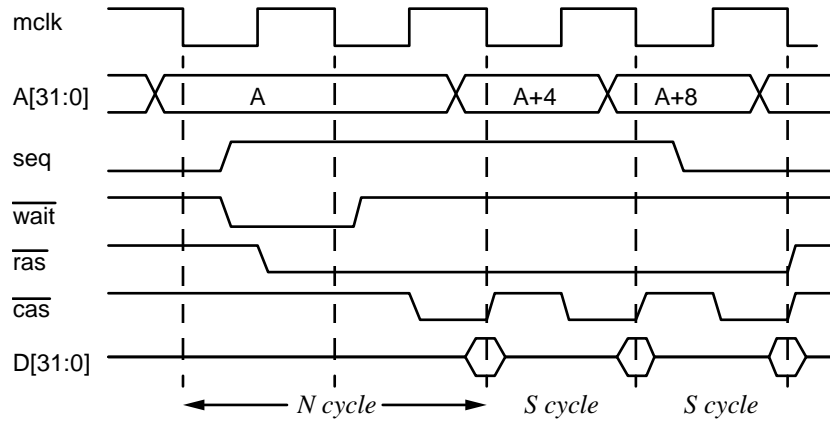 mclk
A[31:0] A A+4 A+8
seq
wait
ras
cas
D[31:0]
N cycle S cycle S cycle